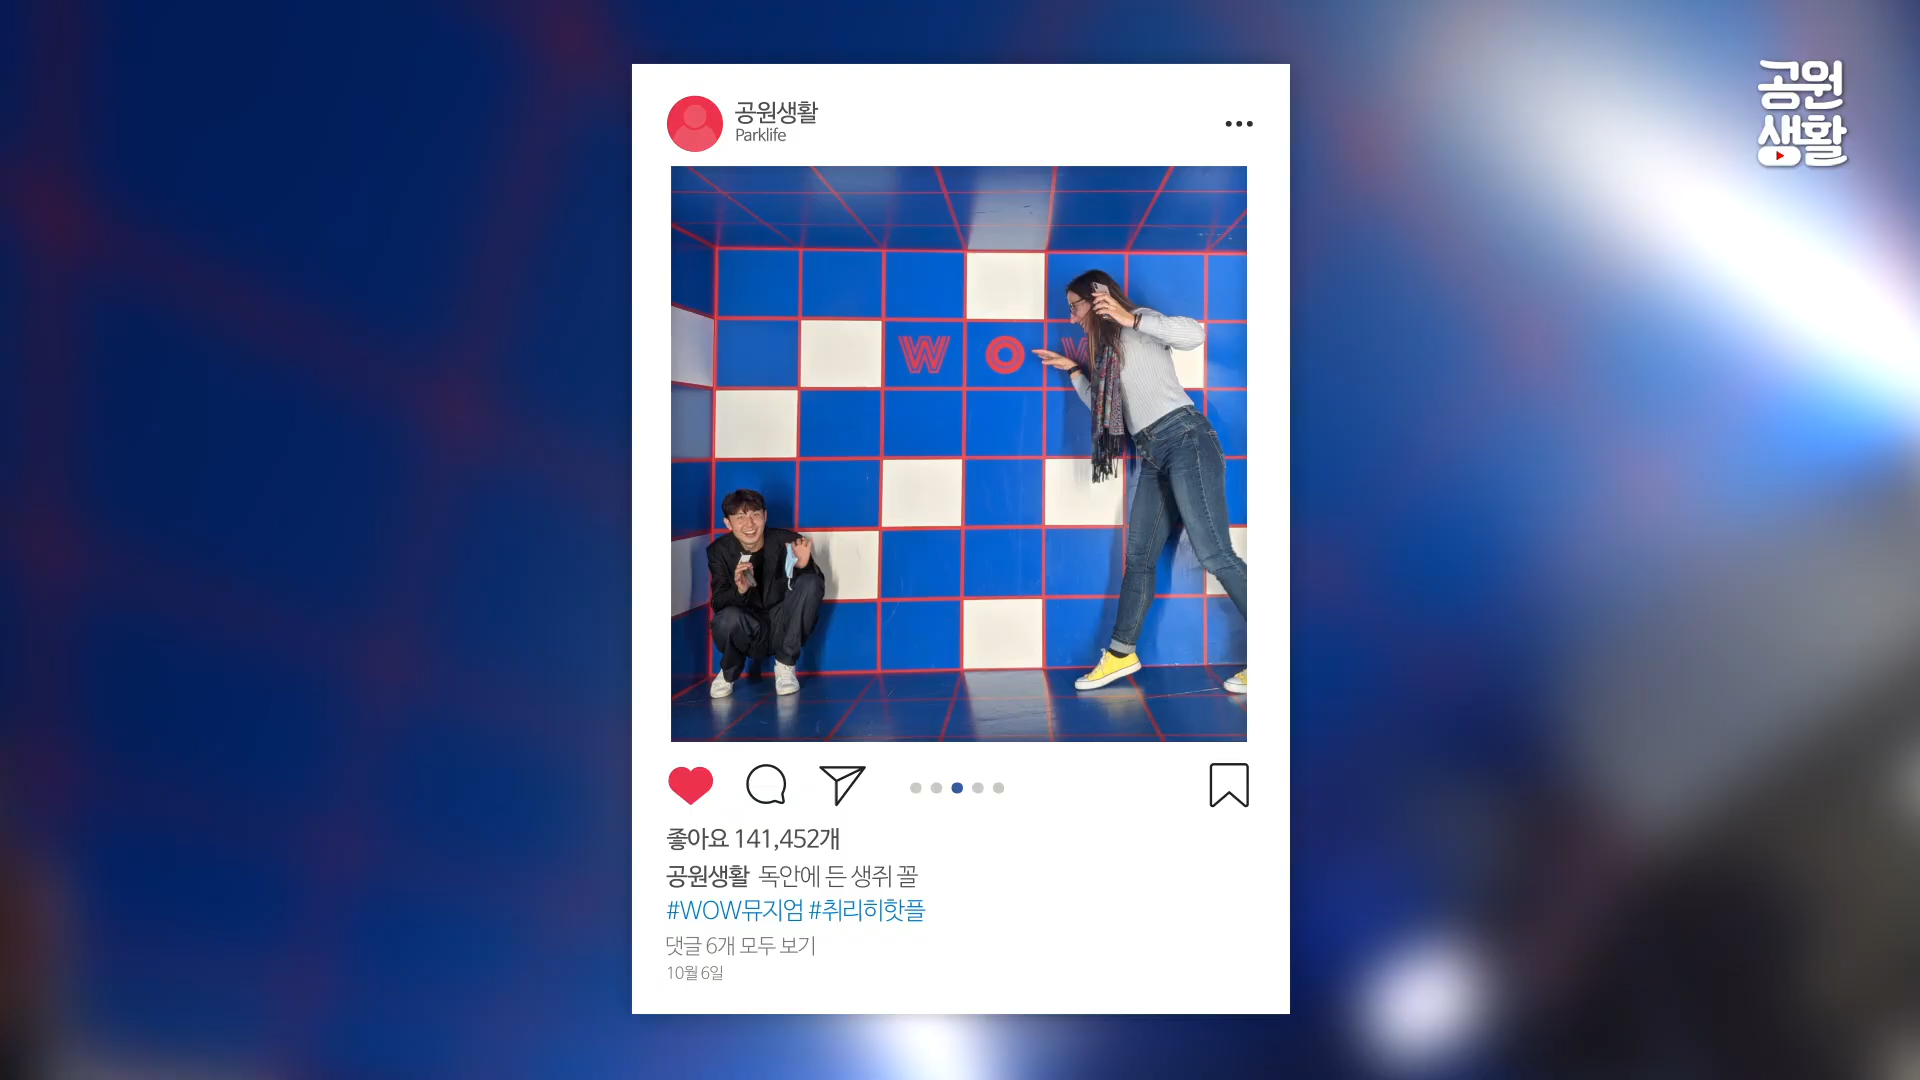 공원생활
Parklife
공원
생활
W O W
좋아요 141,452개
공원생활 독안에 든 생쥐 꼴
#WOW뮤지엄 #취리히핫플
댓글 6개 모두 보기
10월 6일